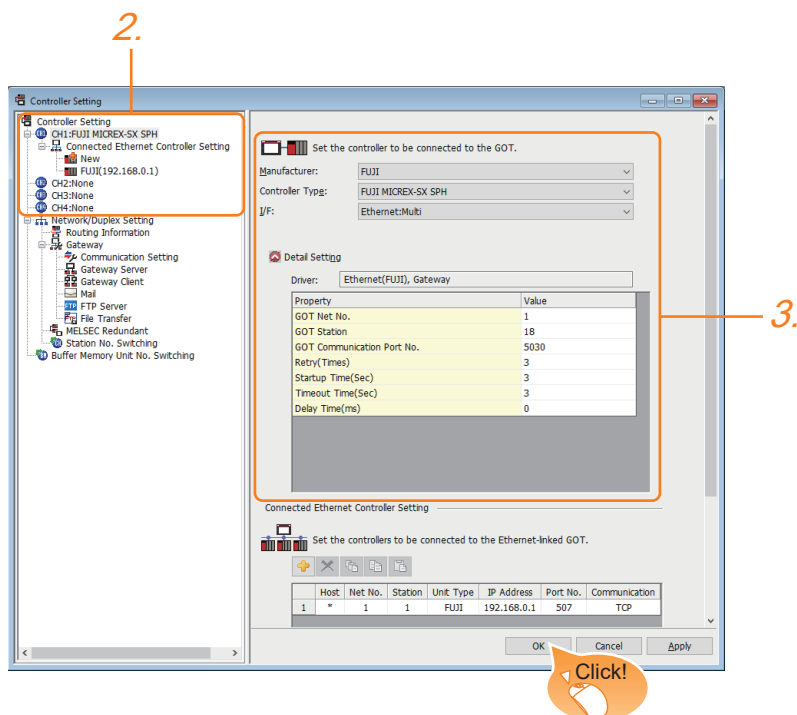 2.
Controller Setting
Controller Setting
CH1:FUJI MICREX-SX SPH
Connected Ethernet Controller Setting
New
FUJI(192.168.0.1)
CH2:None
CH3:None
CH4:None
Network/Duplex Setting
Routing Information
Gateway
Communication Setting
Gateway Server
Gateway Client
Mail
FTP Server
File Transfer
MELSEC Redundant
Station No. Switching
Buffer Memory Unit No. Switching
Set the controller to be connected to the GOT.
Manufacturer: FUJI
Controller Type: FUJI MICREX-SX SPH
I/F: Ethernet:Multi
Detail Setting
Driver: Ethernet(FUJI), Gateway
Property Value
GOT Net No. 1
GOT Station 18
GOT Communication Port No. 5030
Retry(Times) 3
Startup Time(Sec) 3
Timeout Time(Sec) 3
Delay Time(ms) 0
3.
Connected Ethernet Controller Setting
Set the controllers to be connected to the Ethernet-linked GOT.
Host Net No. Station Unit Type IP Address Port No. Communication
1 * 1 1 FUJI 192.168.0.1 507 TCP
OK Cancel Apply
Click!